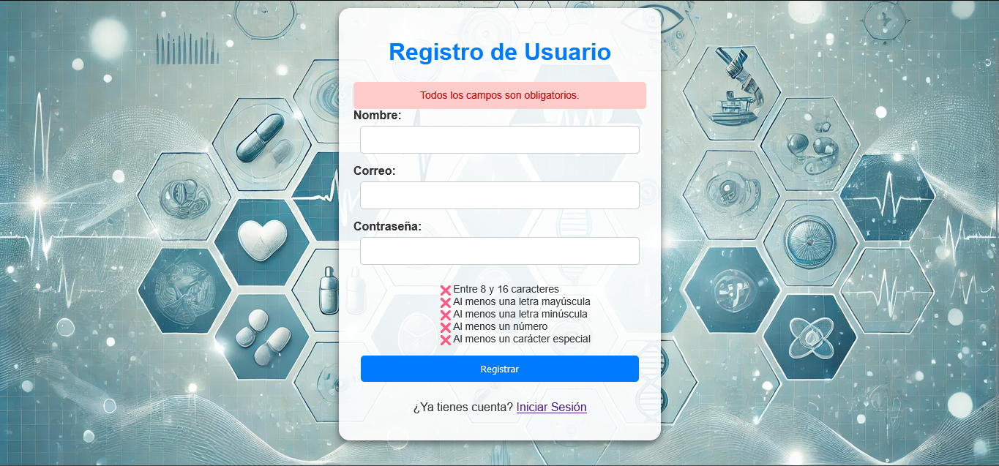 Registro de Usuario
Todos los campos son obligatorios.
Nombre:
Correo:
Contraseña:
❌ Entre 8 y 16 caracteres
❌ Al menos una letra mayúscula
❌ Al menos una letra minúscula
❌ Al menos un número
❌ Al menos un carácter especial
Registrar
¿Ya tienes cuenta? Iniciar Sesión